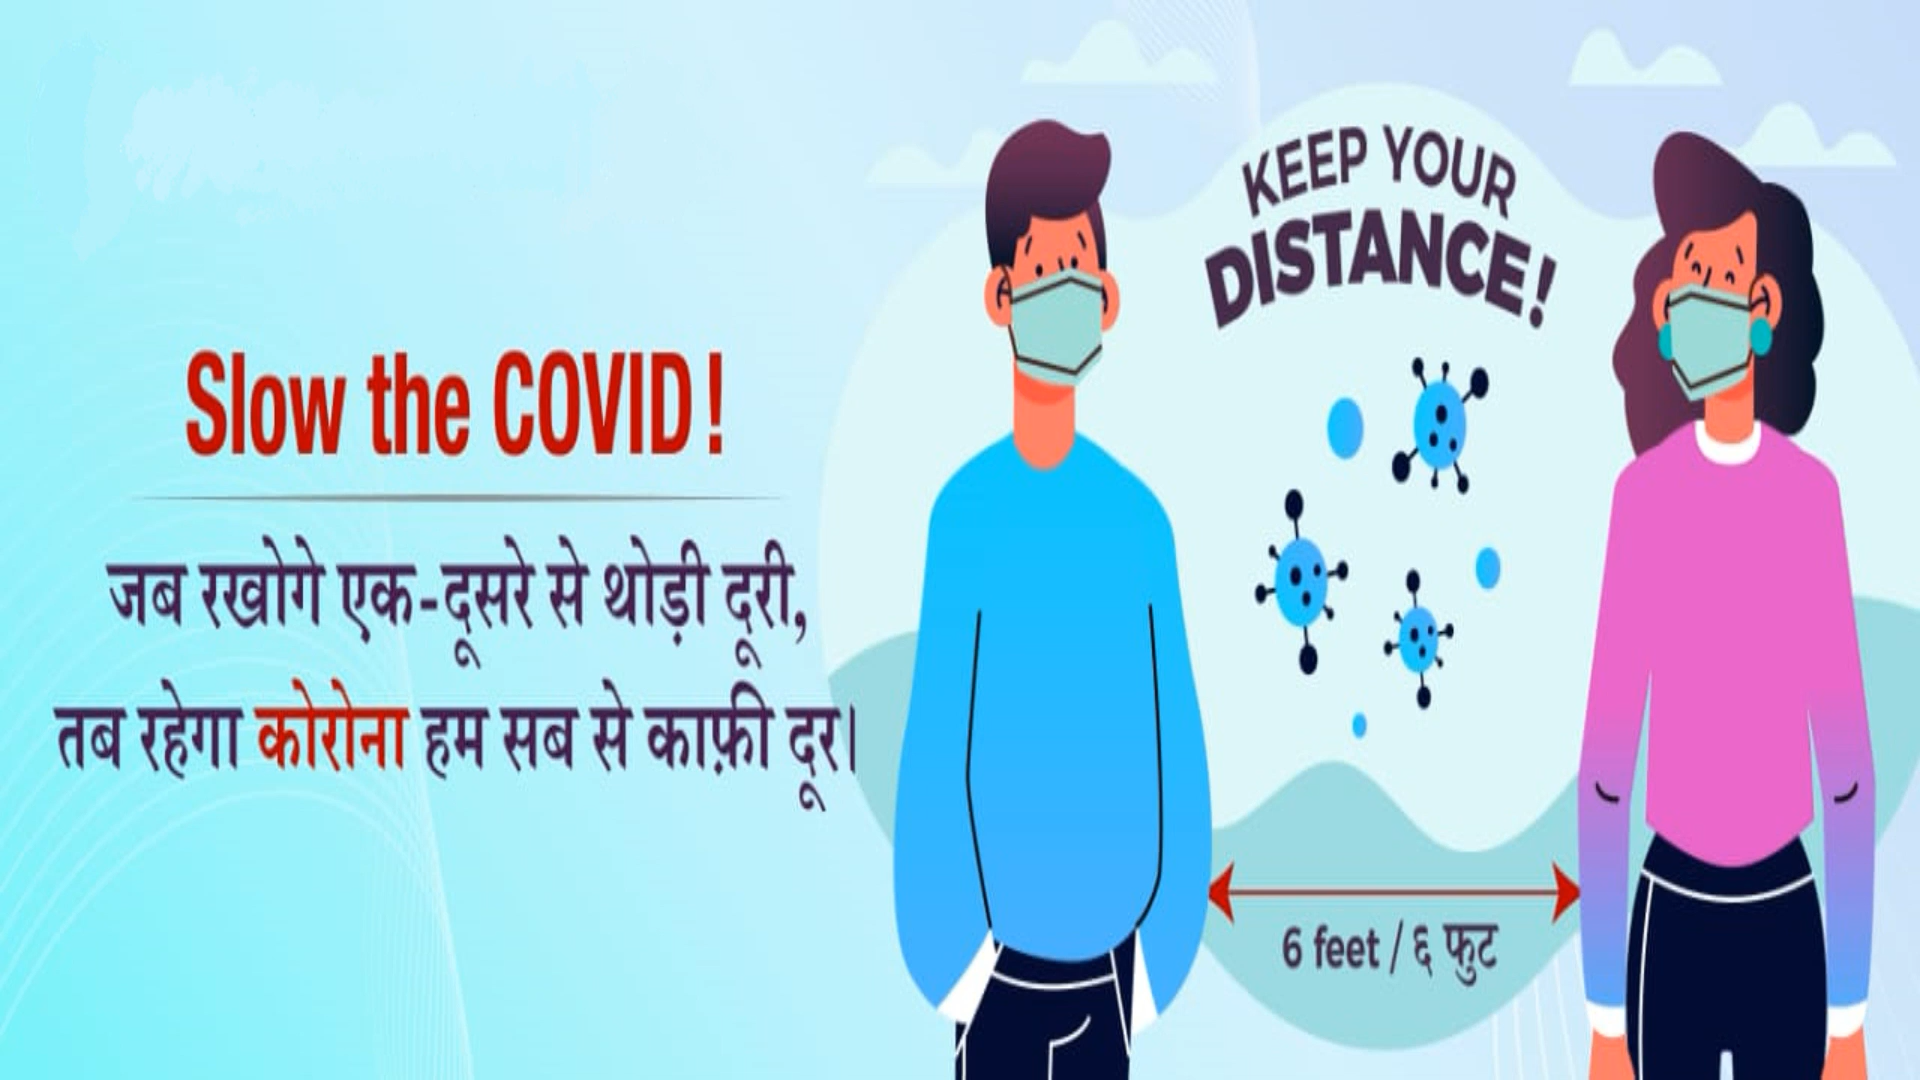 Slow the COVID!
जब रखोगे एक-दूसरे से थोड़ी दूरी,
तब रहेगा कोरोना हम सब से काफ़ी दूर।
KEEP YOUR
DISTANCE!
6 feet / ६ फुट